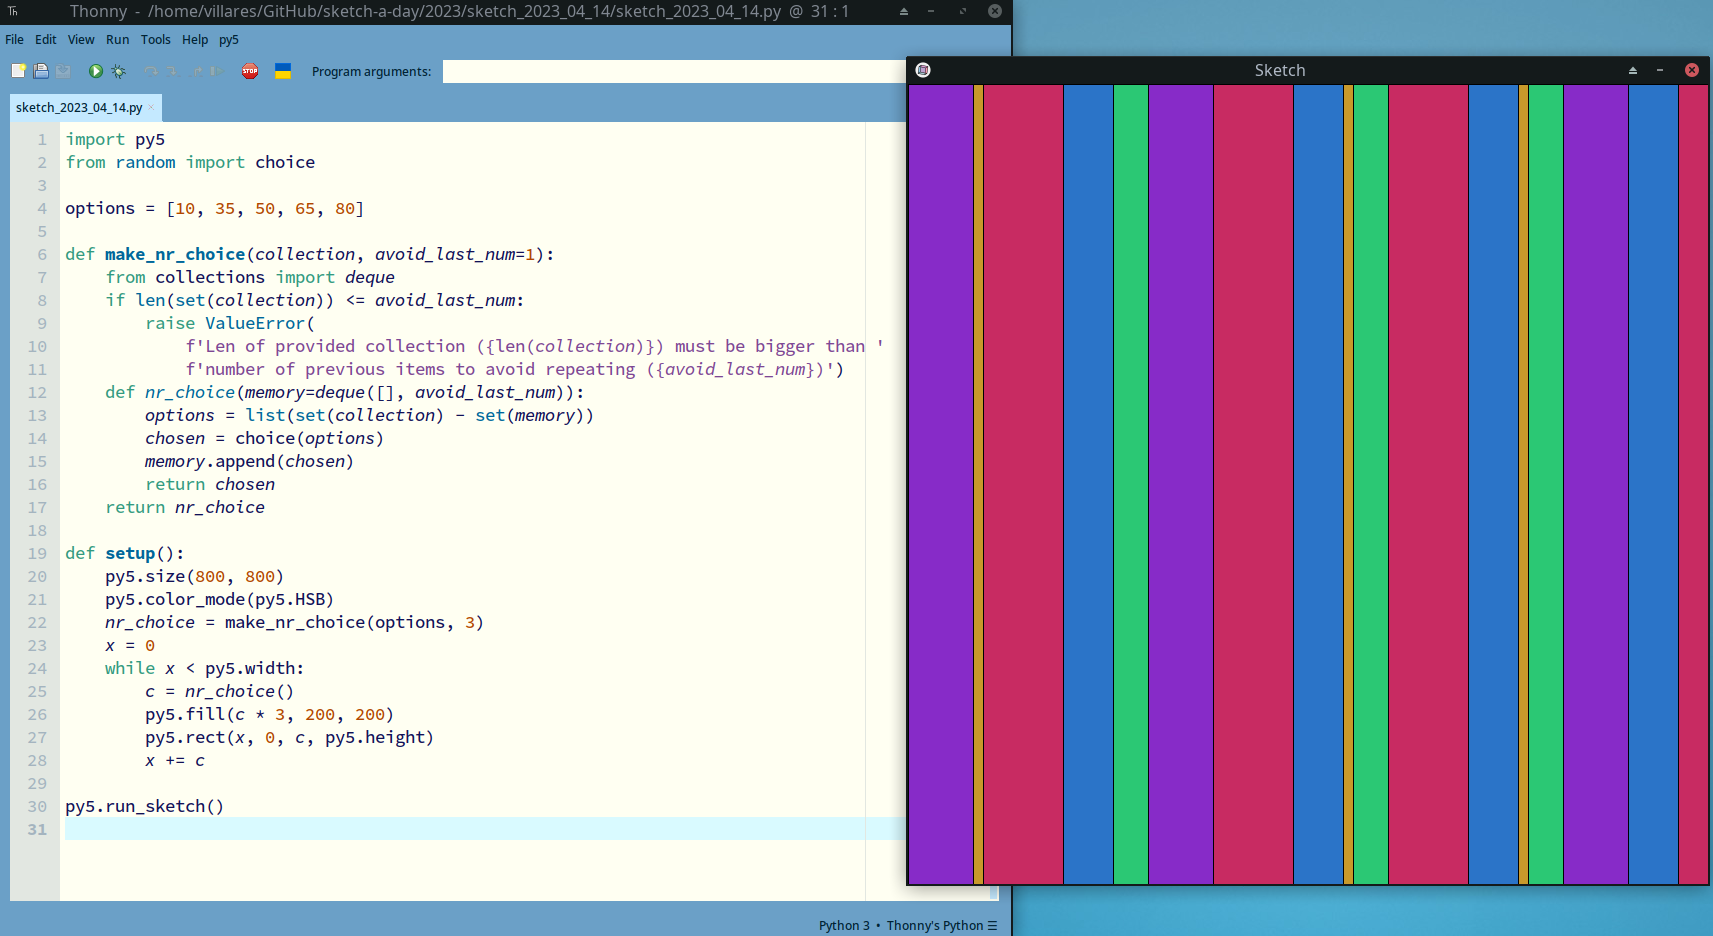 Th Thonny - /home/villares/GitHub/sketch-a-day/2023/sketch_2023_04_14/sketch_2023_04_14.py @ 31 : 1
File Edit View Run Tools Help py5
STOP Program arguments:
sketch_2023_04_14.py ×
1 import py5
2 from random import choice
3
4 options = [10, 35, 50, 65, 80]
5
6 def make_nr_choice(collection, avoid_last_num=1):
7     from collections import deque
8     if len(set(collection)) <= avoid_last_num:
9         raise ValueError(
10             f'Len of provided collection ({len(collection)}) must be bigger than '
11             f'number of previous items to avoid repeating ({avoid_last_num})')
12     def nr_choice(memory=deque([], avoid_last_num)):
13         options = list(set(collection) - set(memory))
14         chosen = choice(options)
15         memory.append(chosen)
16         return chosen
17     return nr_choice
18
19 def setup():
20     py5.size(800, 800)
21     py5.color_mode(py5.HSB)
22     nr_choice = make_nr_choice(options, 3)
23     x = 0
24     while x < py5.width:
25         c = nr_choice()
26         py5.fill(c * 3, 200, 200)
27         py5.rect(x, 0, c, py5.height)
28         x += c
29
30 py5.run_sketch()
31
Python 3 • Thonny's Python ☰
Sketch